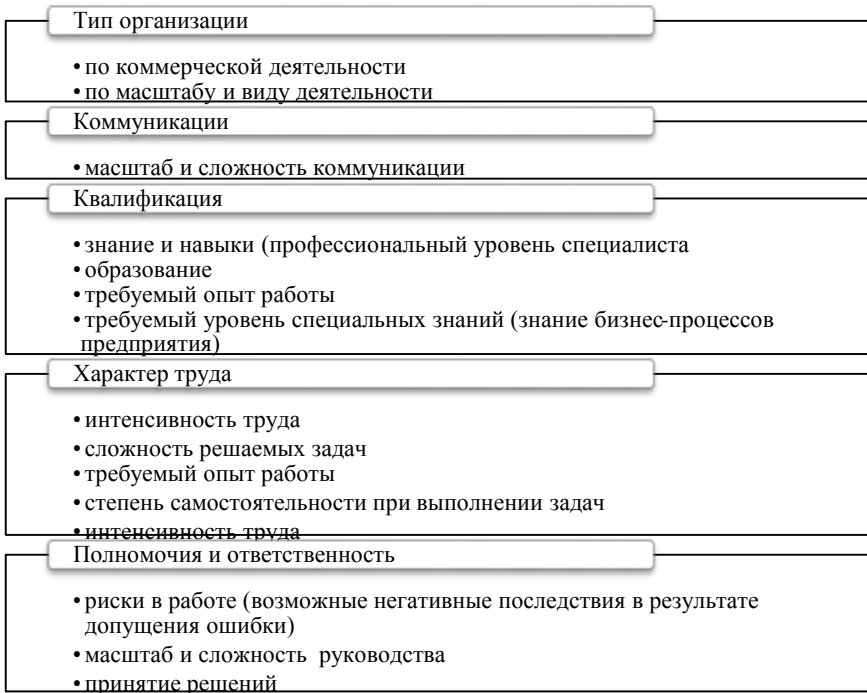 Тип организации
• по коммерческой деятельности
• по масштабу и виду деятельности
Коммуникации
• масштаб и сложность коммуникации
Квалификация
• знание и навыки (профессиональный уровень специалиста
• образование
• требуемый опыт работы
• требуемый уровень специальных знаний (знание бизнес-процессов
предприятия)
Характер труда
• интенсивность труда
• сложность решаемых задач
• требуемый опыт работы
• степень самостоятельности при выполнении задач
• интенсивность труда
Полномочия и ответственность
• риски в работе (возможные негативные последствия в результате
допущения ошибки)
• масштаб и сложность руководства
• принятие решений